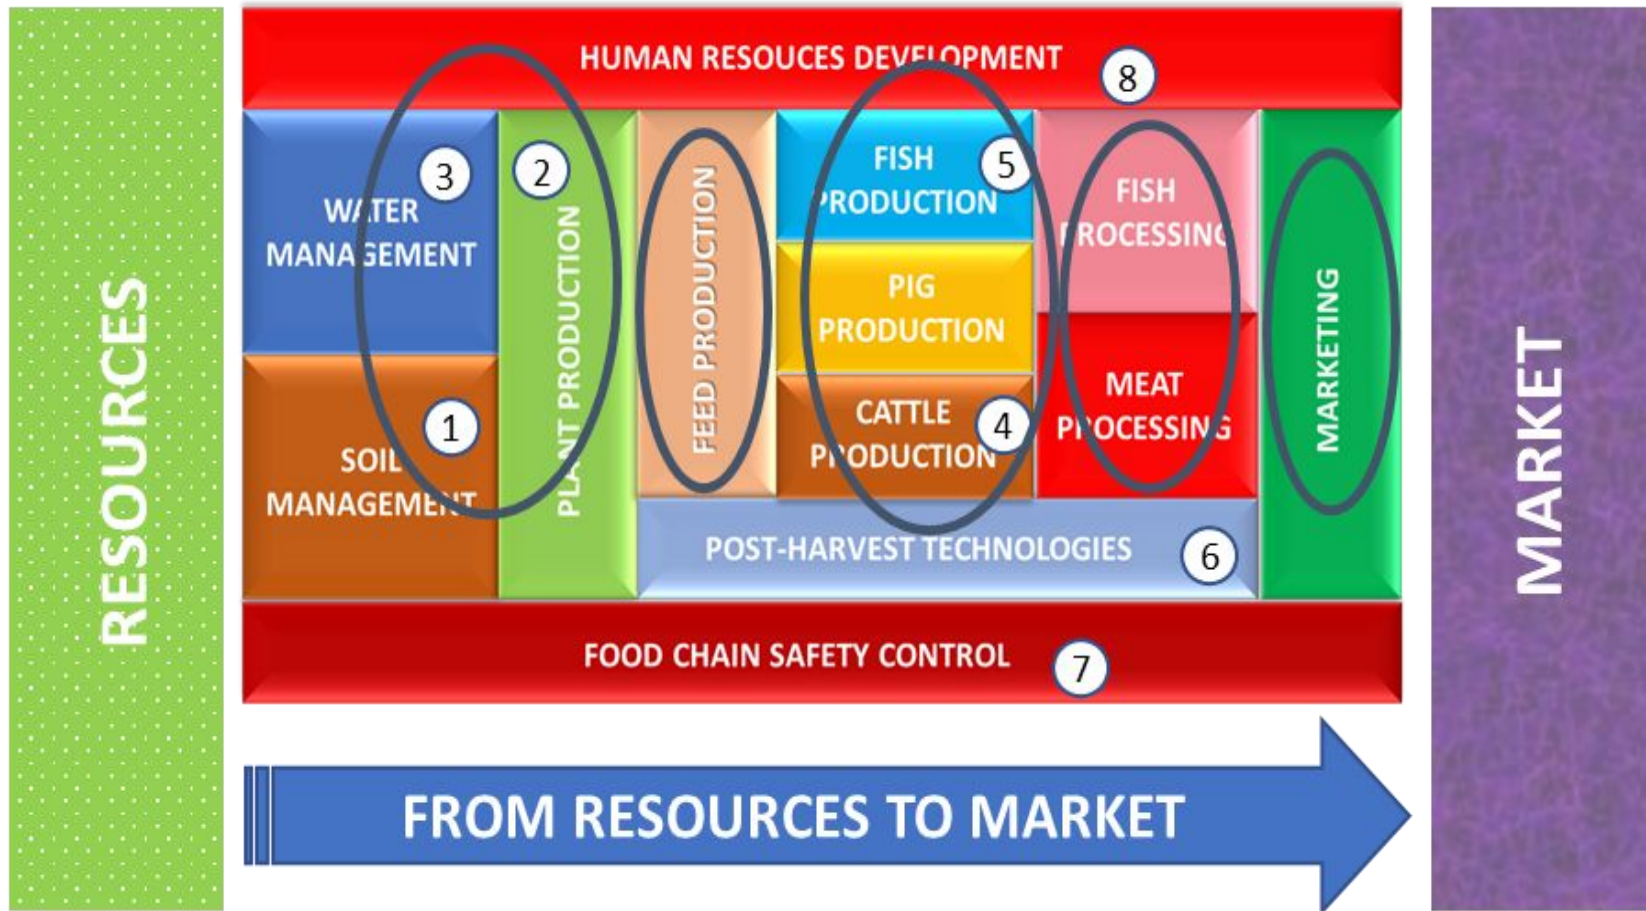 RESOURCES
HUMAN RESOUCES DEVELOPMENT
8
WATER
MANAGEMENT
3
SOIL
MANAGEMENT
1
2
PLANT PRODUCTION
FEED PRODUCTION
FISH
PRODUCTION
5
PIG
PRODUCTION
CATTLE
PRODUCTION
4
FISH
PROCESSING
MEAT
PROCESSING
MARKETING
POST-HARVEST TECHNOLOGIES
6
FOOD CHAIN SAFETY CONTROL
7
FROM RESOURCES TO MARKET
MARKET